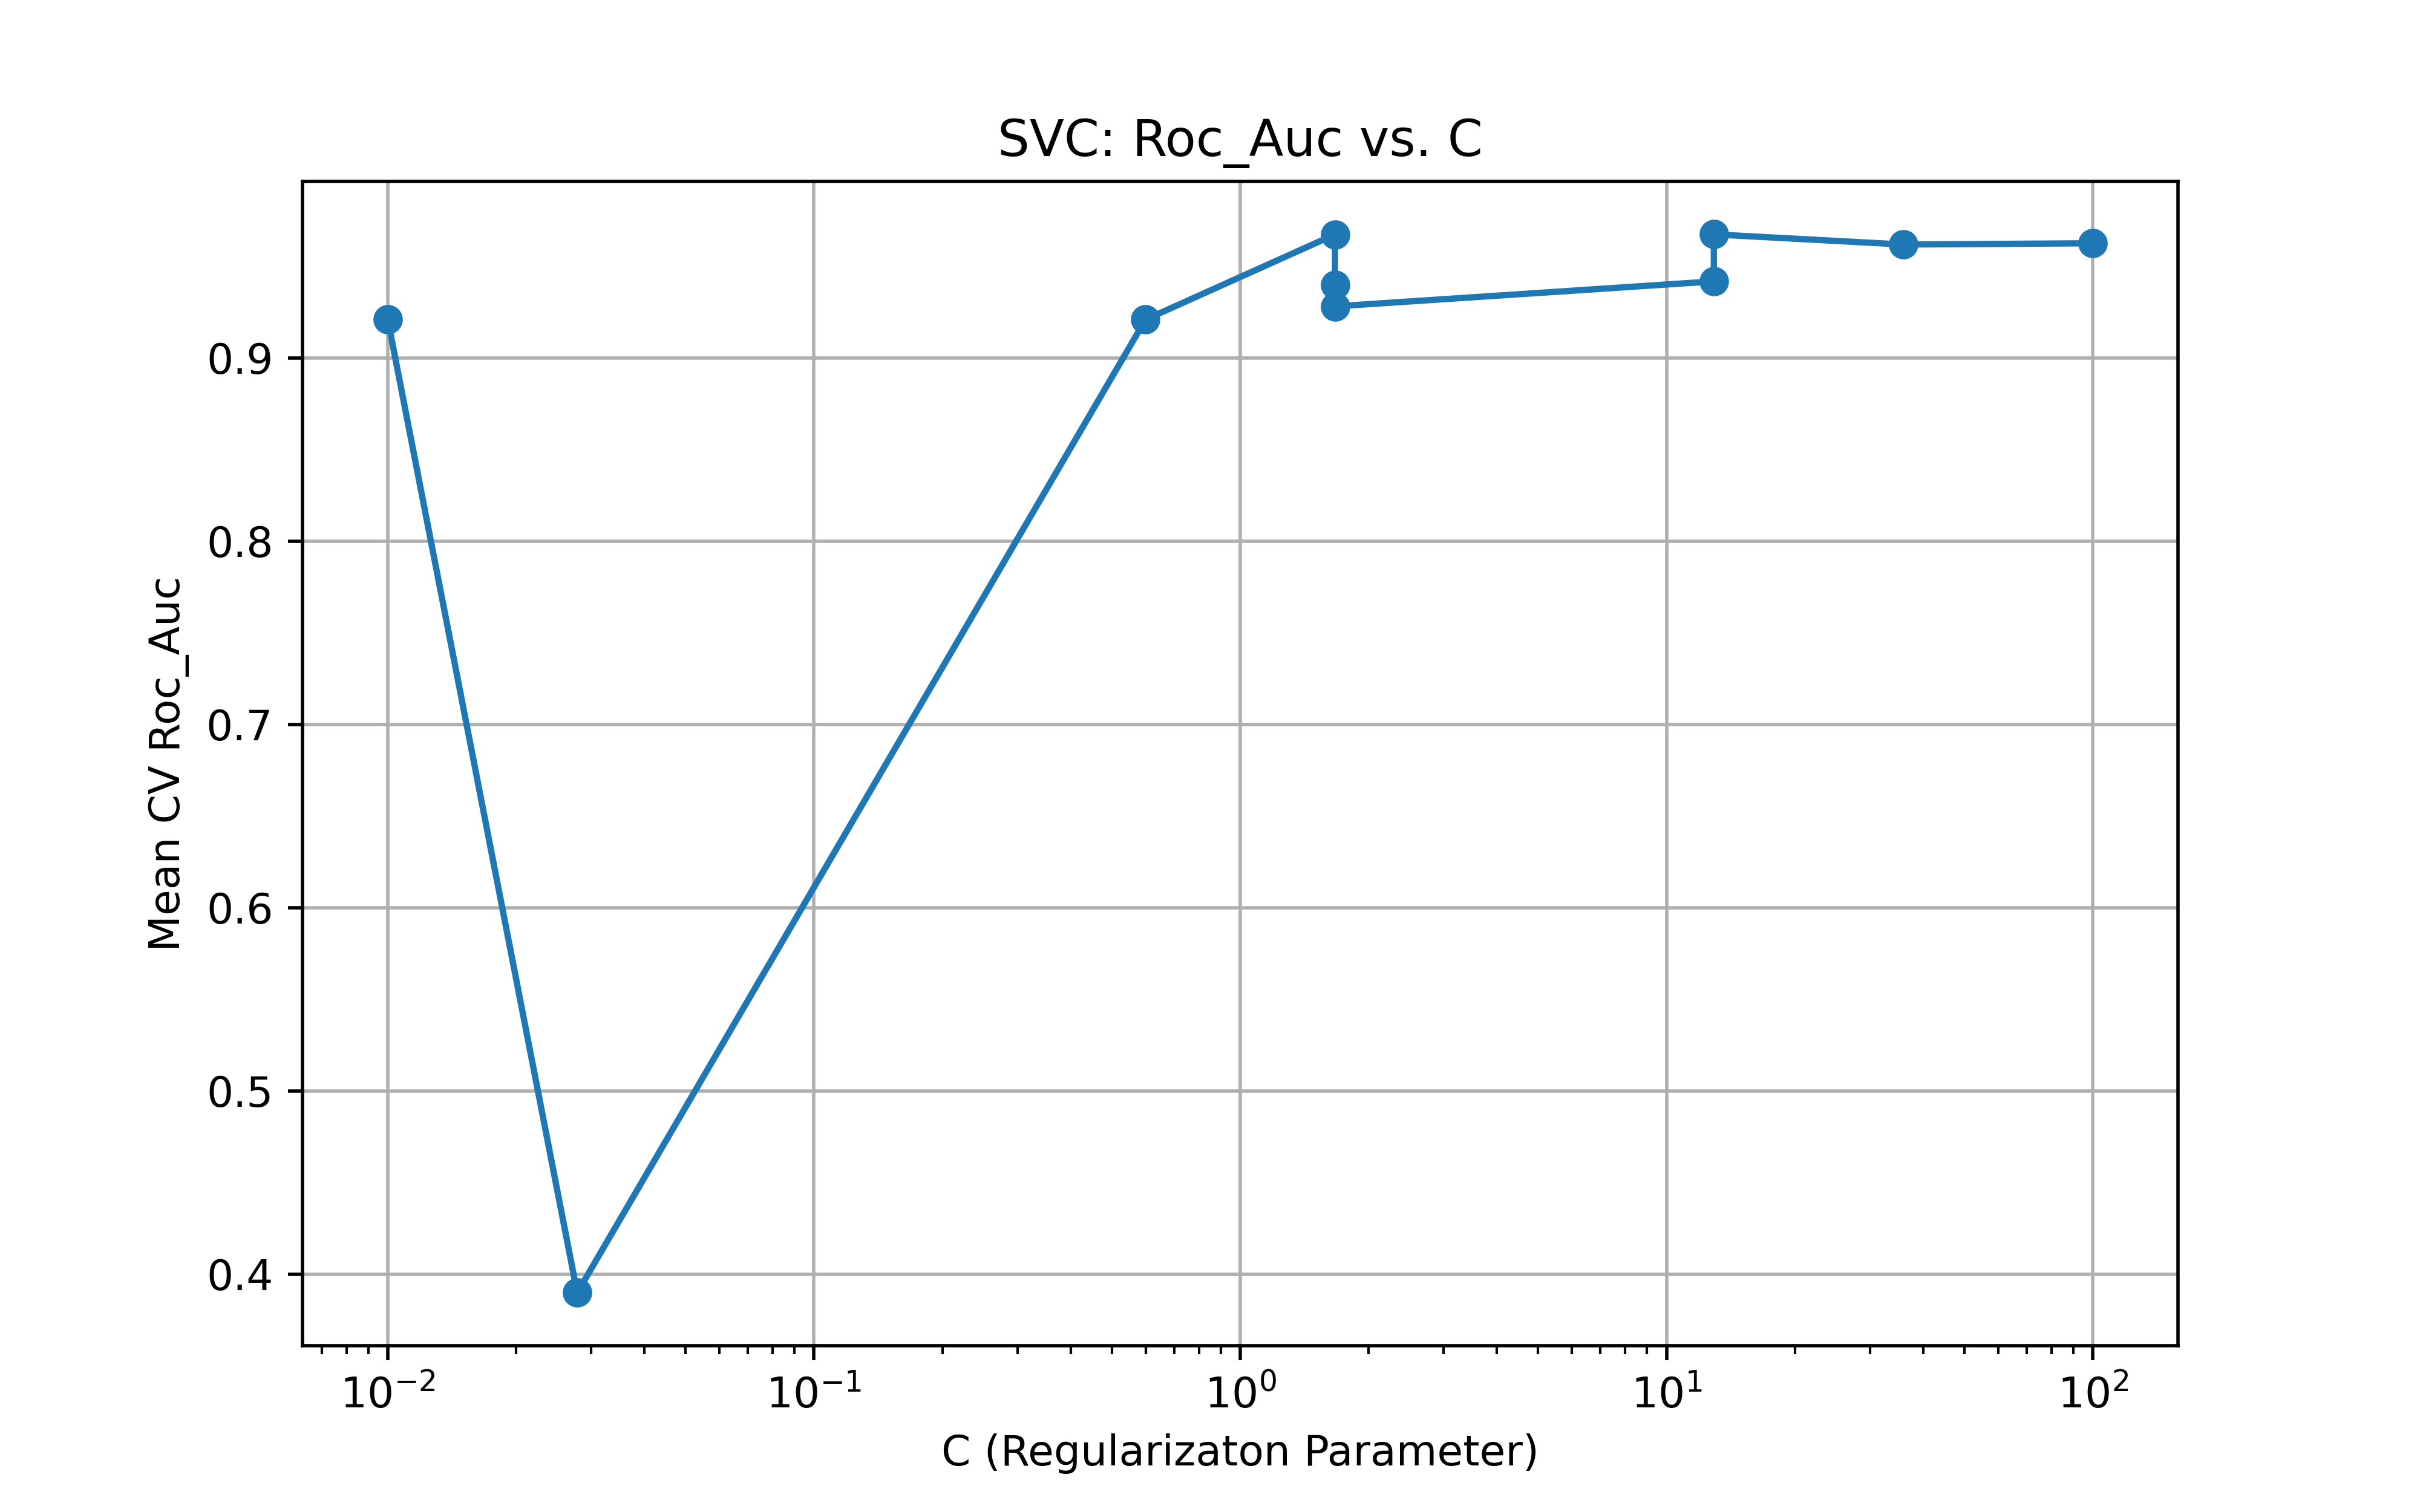 SVC: Roc_Auc vs. C
Mean CV Roc_Auc
0.9
0.8
0.7
0.6
0.5
0.4
10⁻² 10⁻¹ 10⁰ 10¹ 10²
C (Regularizaton Parameter)